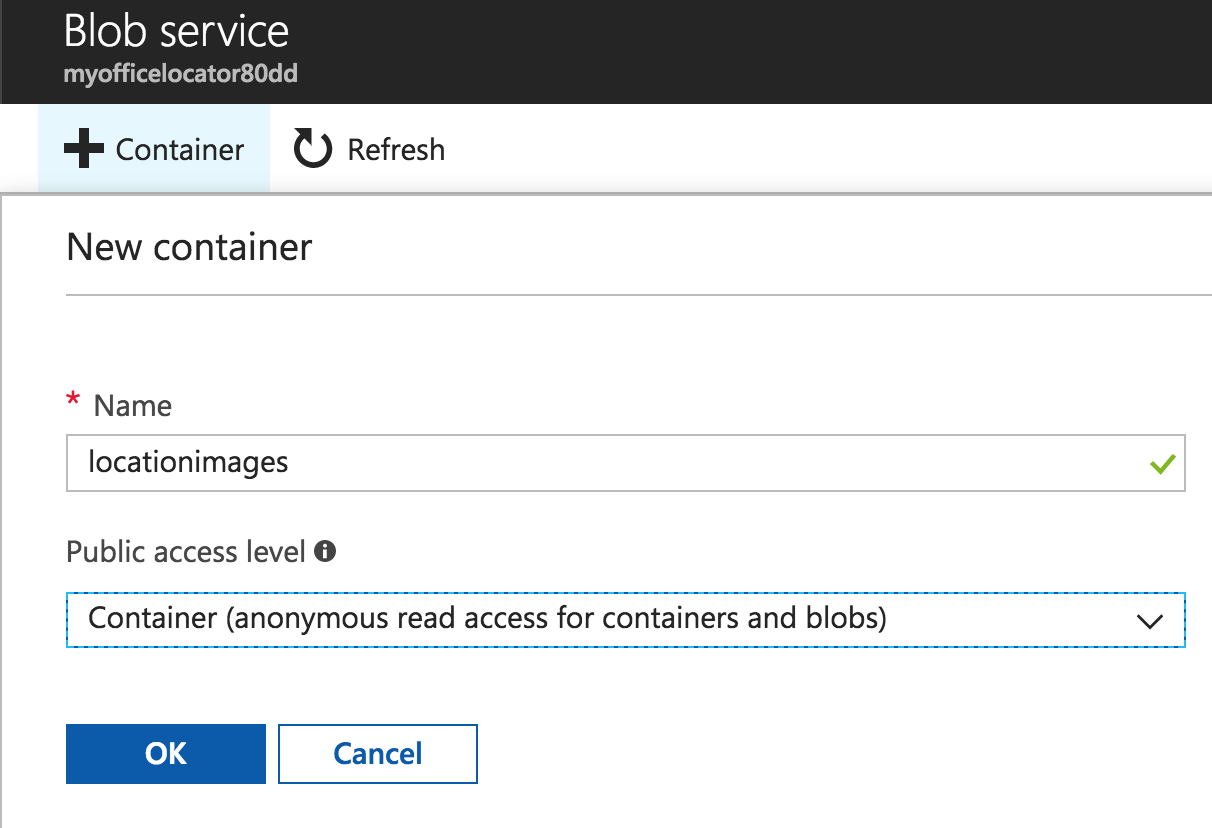 Blob service
myofficelocator80dd
Container
Refresh
New container
* Name
locationimages
Public access level
Container (anonymous read access for containers and blobs)
OK
Cancel